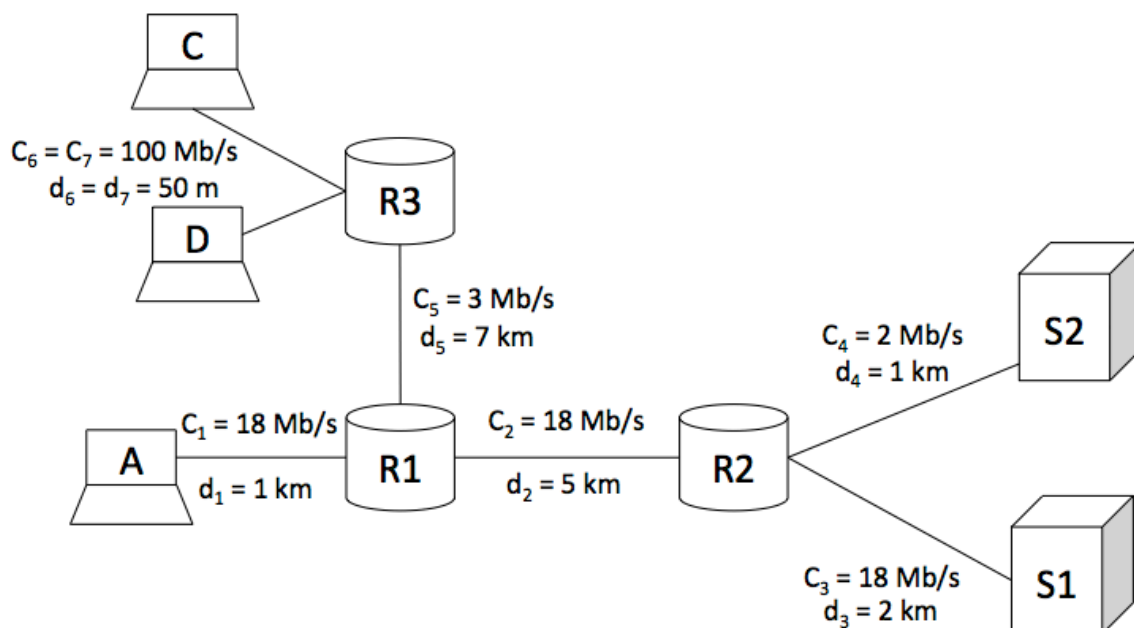 C
C₆ = C₇ = 100 Mb/s
d₆ = d₇ = 50 m
R3
D
C₅ = 3 Mb/s
d₅ = 7 km
C₄ = 2 Mb/s
d₄ = 1 km
S2
C₁ = 18 Mb/s
C₂ = 18 Mb/s
A
R1
R2
d₁ = 1 km
d₂ = 5 km
C₃ = 18 Mb/s
d₃ = 2 km
S1